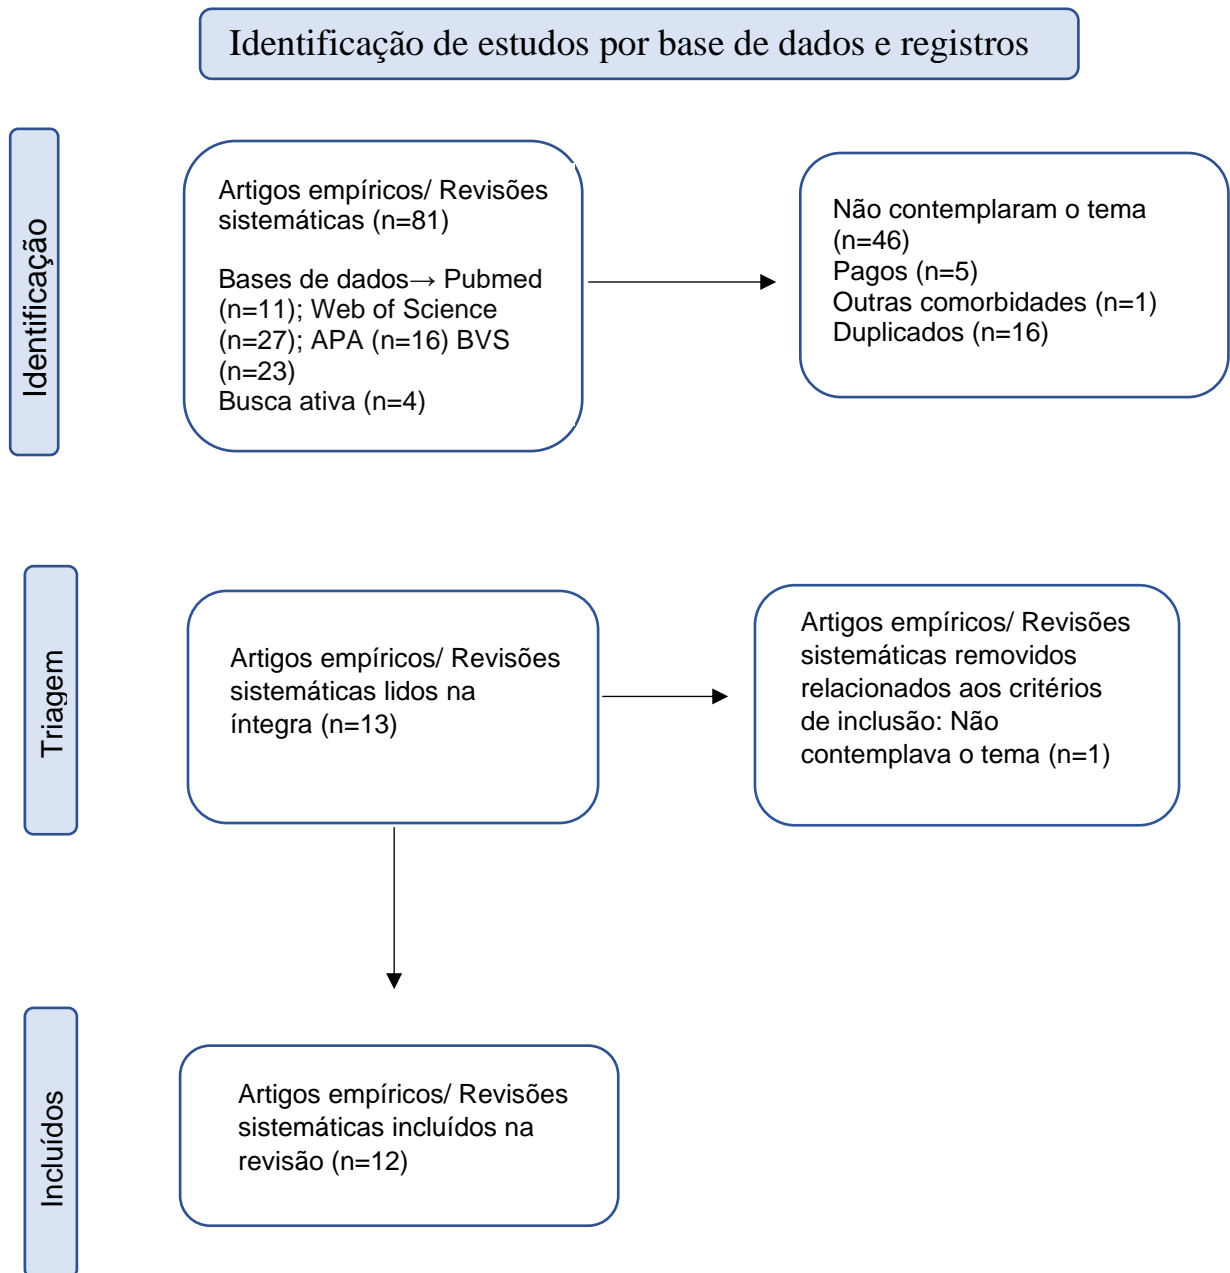 Identificação de estudos por base de dados e registros
Identificação
Artigos empíricos/ Revisões
sistemáticas (n=81)
Bases de dados→ Pubmed
(n=11); Web of Science
(n=27); APA (n=16) BVS
(n=23)
Busca ativa (n=4)
Não contemplaram o tema
(n=46)
Pagos (n=5)
Outras comorbidades (n=1)
Duplicados (n=16)
Triagem
Artigos empíricos/ Revisões
sistemáticas lidos na
íntegra (n=13)
Artigos empíricos/ Revisões
sistemáticas removidos
relacionados aos critérios
de inclusão: Não
contemplava o tema (n=1)
Incluídos
Artigos empíricos/ Revisões
sistemáticas incluídos na
revisão (n=12)